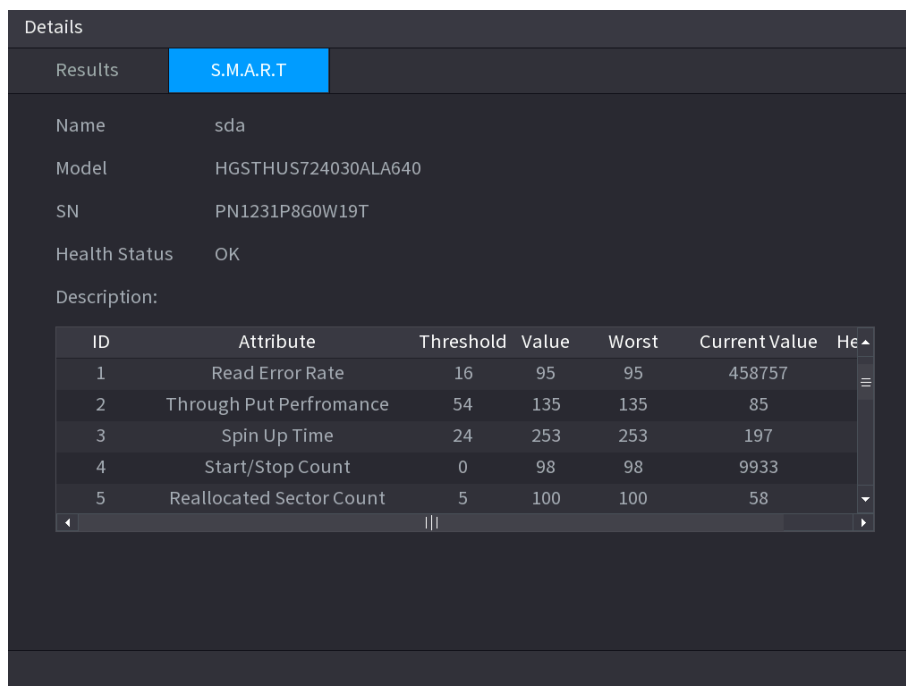 Details
Results S.M.A.R.T
Name sda
Model HGSTHUS724030ALA640
SN PN1231P8G0W19T
Health Status OK
Description:
ID Attribute Threshold Value Worst Current Value He
1 Read Error Rate 16 95 95 458757
2 Through Put Perfromance 54 135 135 85
3 Spin Up Time 24 253 253 197
4 Start/Stop Count 0 98 98 9933
5 Reallocated Sector Count 5 100 100 58